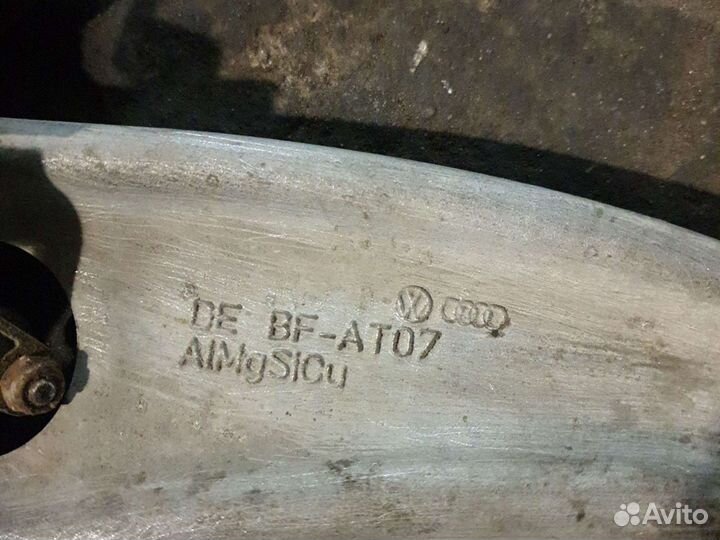 DE BF-AT07
AlMgSiCu
Avito